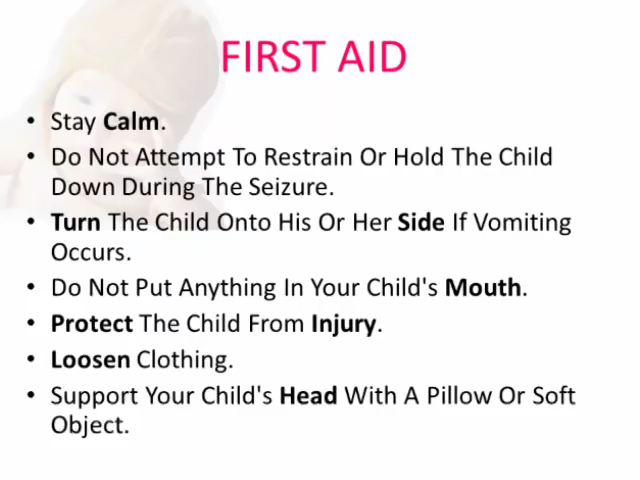 FIRST AID
• Stay Calm.
• Do Not Attempt To Restrain Or Hold The Child
Down During The Seizure.
• Turn The Child Onto His Or Her Side If Vomiting
Occurs.
• Do Not Put Anything In Your Child's Mouth.
• Protect The Child From Injury.
• Loosen Clothing.
• Support Your Child's Head With A Pillow Or Soft
Object.